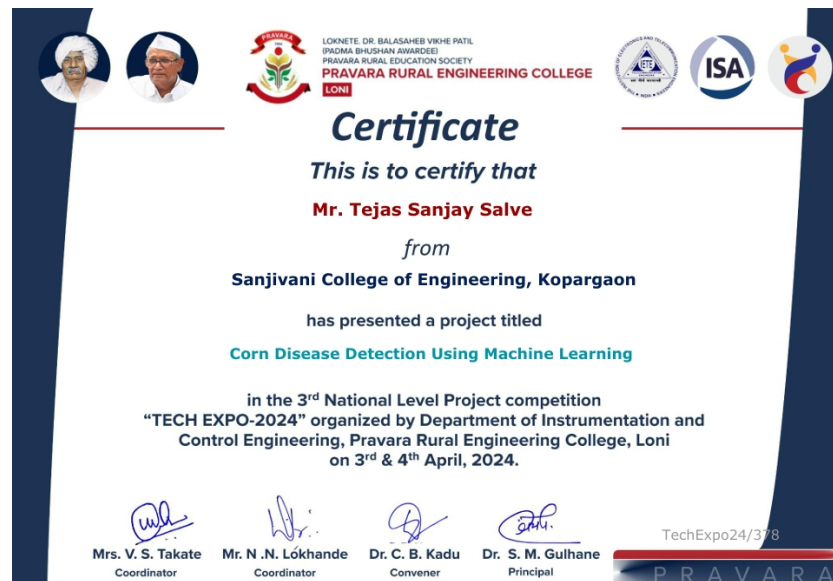 LOKNETE. DR. BALASAHEB VIKHE PATIL
(PADMA BHUSHAN AWARDEE)
PRAVARA RURAL EDUCATION SOCIETY
PRAVARA RURAL ENGINEERING COLLEGE
LONI
PRAVARA
IETE
ISA
Certificate
This is to certify that
Mr. Tejas Sanjay Salve
from
Sanjivani College of Engineering, Kopargaon
has presented a project titled
Corn Disease Detection Using Machine Learning
in the 3rd National Level Project competition
“TECH EXPO-2024” organized by Department of Instrumentation and
Control Engineering, Pravara Rural Engineering College, Loni
on 3rd & 4th April, 2024.
Mrs. V. S. Takate
Coordinator
Mr. N .N. Lokhande
Coordinator
Dr. C. B. Kadu
Convener
Dr. S. M. Gulhane
Principal
TechExpo24/378
PRAVARA